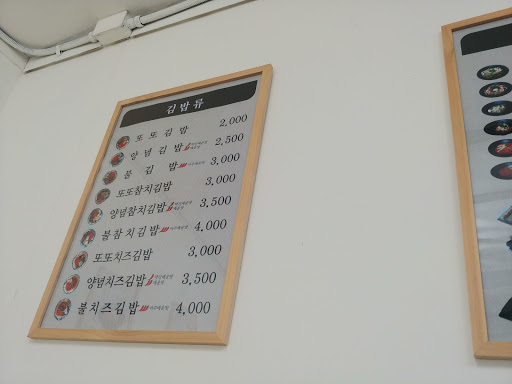 김밥류
또또김밥 2,000
양념김밥 2,500
불김밥 3,000
또또참치김밥 3,000
양념참치김밥 3,500
불참치김밥 4,000
또또치즈김밥 3,000
양념치즈김밥 3,500
불치즈김밥 4,000